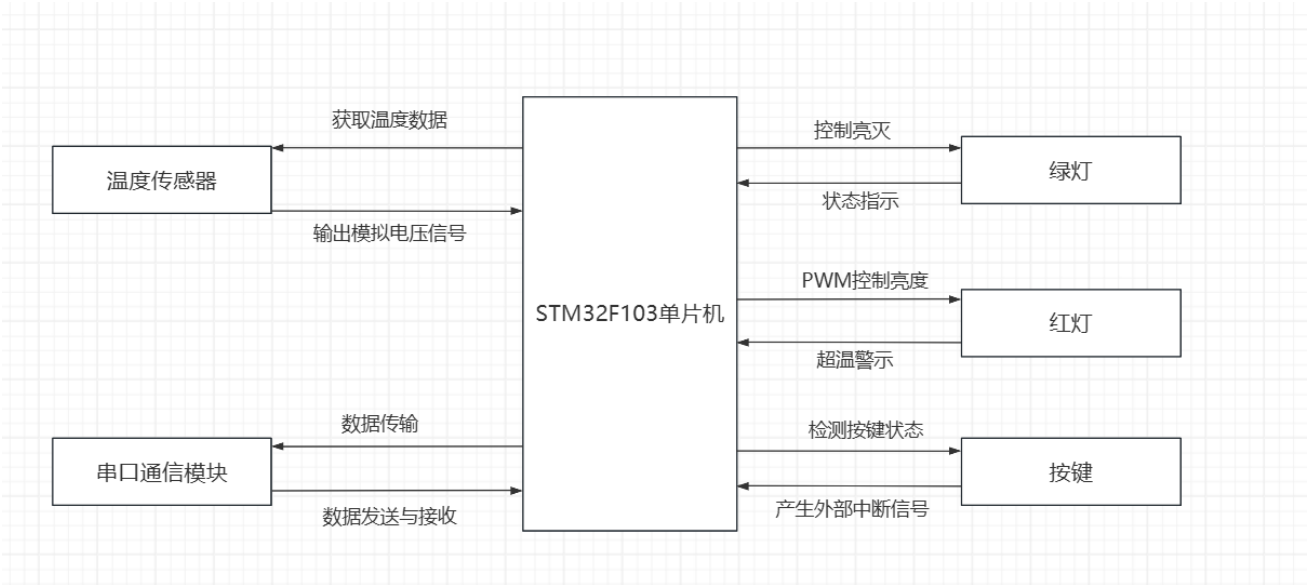 获取温度数据
温度传感器
输出模拟电压信号
数据传输
串口通信模块
数据发送与接收
STM32F103单片机
控制亮灭
绿灯
状态指示
PWM控制亮度
红灯
超温警示
检测按键状态
按键
产生外部中断信号